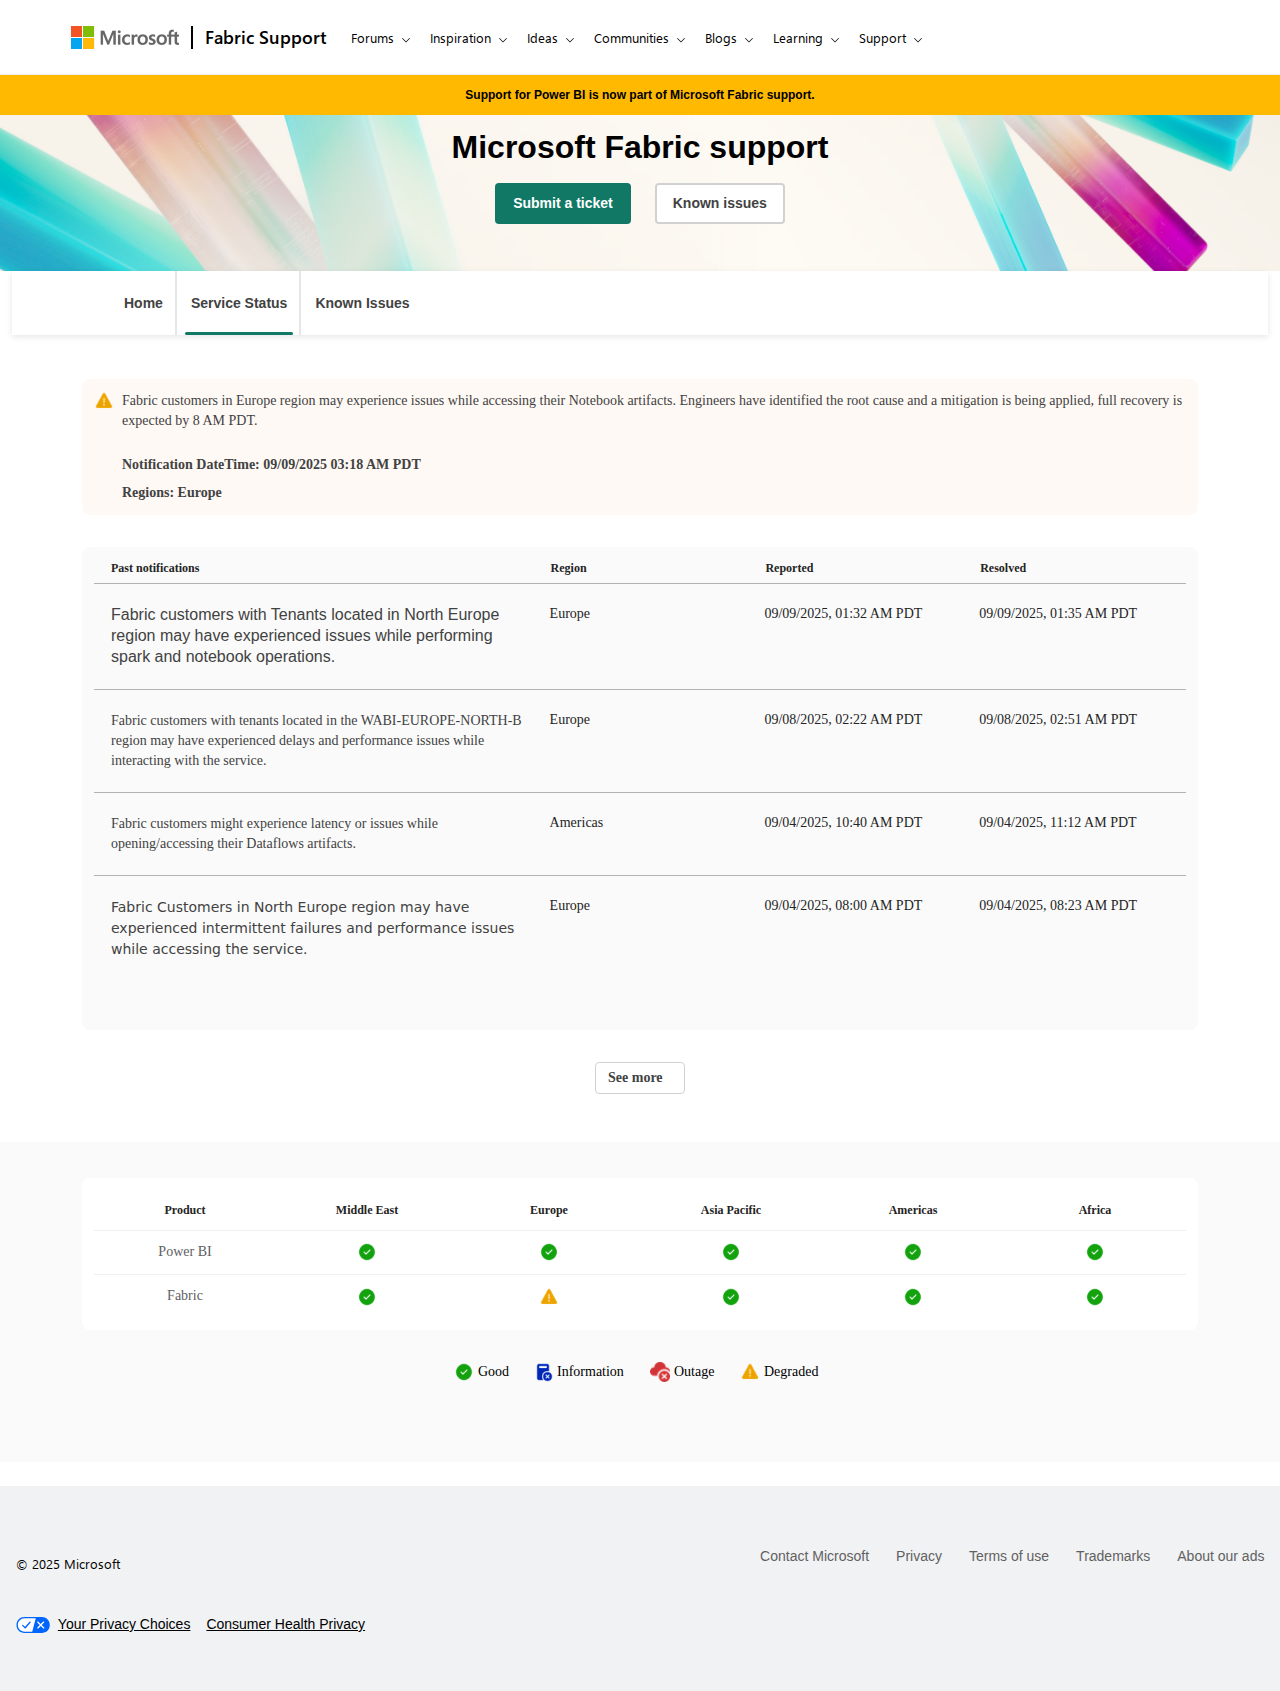 Microsoft | Fabric Support Forums Inspiration Ideas Communities Blogs Learning Support
Support for Power BI is now part of Microsoft Fabric support.
Microsoft Fabric support
Submit a ticket Known issues
Home Service Status Known Issues
Fabric customers in Europe region may experience issues while accessing their Notebook artifacts. Engineers have identified the root cause and a mitigation is being applied, full recovery is
expected by 8 AM PDT.
Notification DateTime: 09/09/2025 03:18 AM PDT
Regions: Europe
Past notifications Region Reported Resolved
Fabric customers with Tenants located in North Europe Europe 09/09/2025, 01:32 AM PDT 09/09/2025, 01:35 AM PDT
region may have experienced issues while performing
spark and notebook operations.
Fabric customers with tenants located in the WABI-EUROPE-NORTH-B Europe 09/08/2025, 02:22 AM PDT 09/08/2025, 02:51 AM PDT
region may have experienced delays and performance issues while
interacting with the service.
Fabric customers might experience latency or issues while Americas 09/04/2025, 10:40 AM PDT 09/04/2025, 11:12 AM PDT
opening/accessing their Dataflows artifacts.
Fabric Customers in North Europe region may have Europe 09/04/2025, 08:00 AM PDT 09/04/2025, 08:23 AM PDT
experienced intermittent failures and performance issues
while accessing the service.
See more
Product Middle East Europe Asia Pacific Americas Africa
Power BI
Fabric
Good Information Outage Degraded
Contact Microsoft Privacy Terms of use Trademarks About our ads
© 2025 Microsoft
Your Privacy Choices Consumer Health Privacy